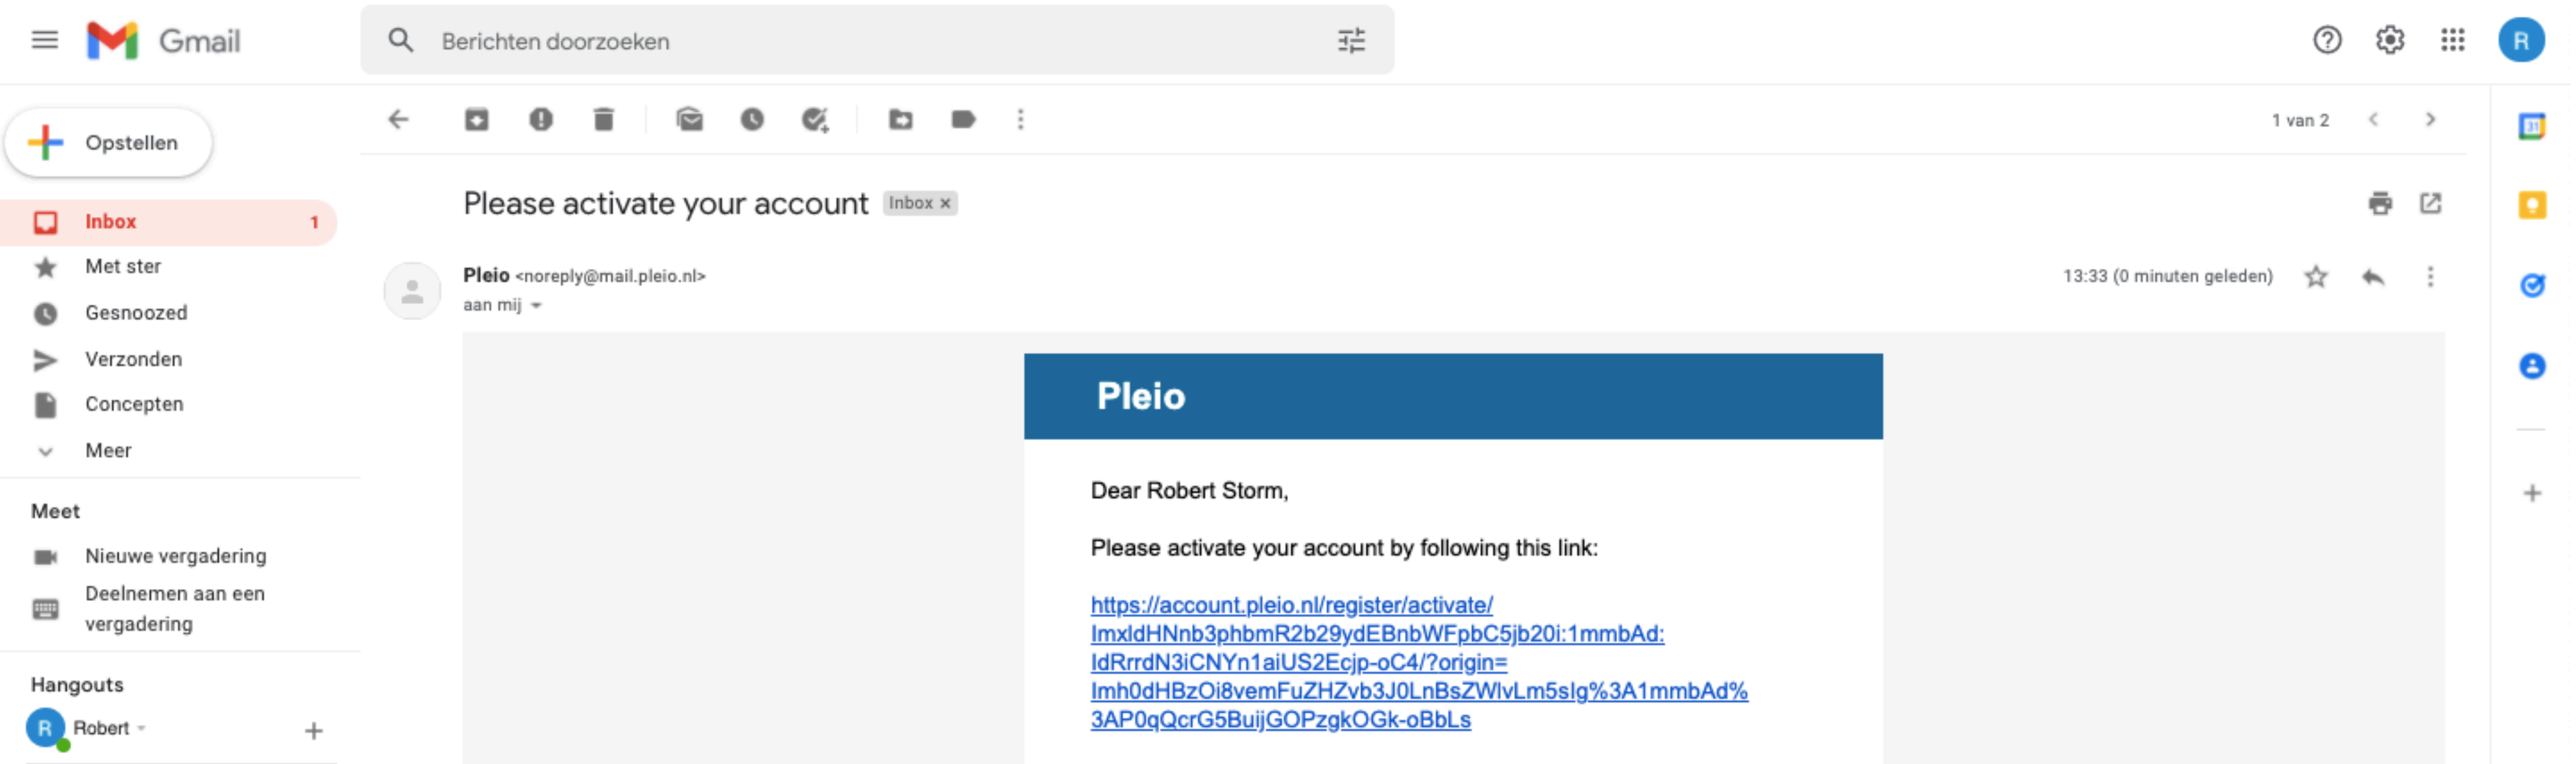 Gmail
Berichten doorzoeken
R
Opstellen
1 van 2
31
Inbox 1
Met ster
Gesnoozed
Verzonden
Concepten
Meer
Meet
Nieuwe vergadering
Deelnemen aan een
vergadering
Hangouts
R Robert
Please activate your account Inbox x
Pleio <noreply@mail.pleio.nl> 13:33 (0 minuten geleden)
aan mij
Pleio
Dear Robert Storm,
Please activate your account by following this link:
https://account.pleio.nl/register/activate/
ImxldHNnb3phbmR2b29ydEBnbWFpbC5jb20i:1mmbAd:
IdRrrdN3iCNYn1aiUS2Ecjp-oC4/?origin=
Imh0dHBzOi8vemFuZHZvb3J0LnBsZWlvLm5sIg%3A1mmbAd%
3AP0qQcrG5BuijGOPzgkOGk-oBbLs